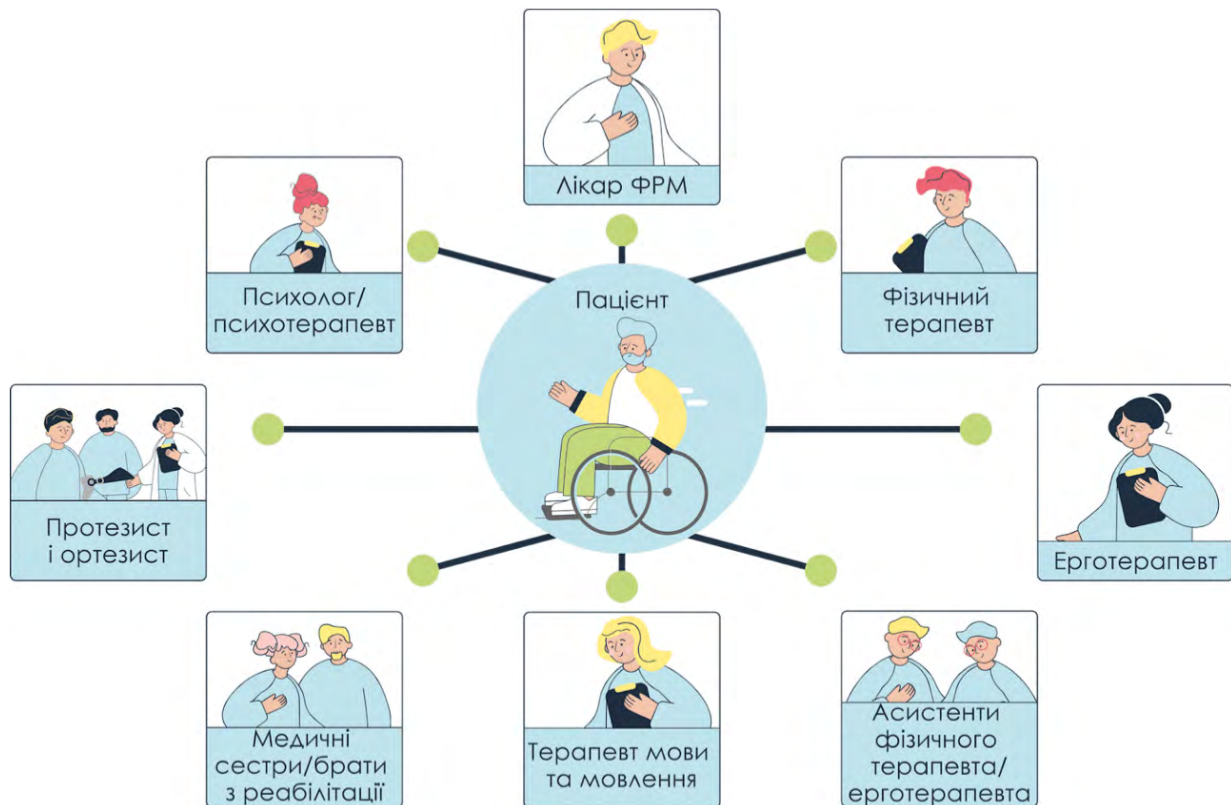 Лікар ФРМ
Психолог/
психотерапевт
Пацієнт
Фізичний
терапевт
Протезист
і ортезист
Ерготерапевт
Медичні
сестри/брати
з реабілітації
Терапевт мови
та мовлення
Асистенти
фізичного
терапевта/
ерготерапевта